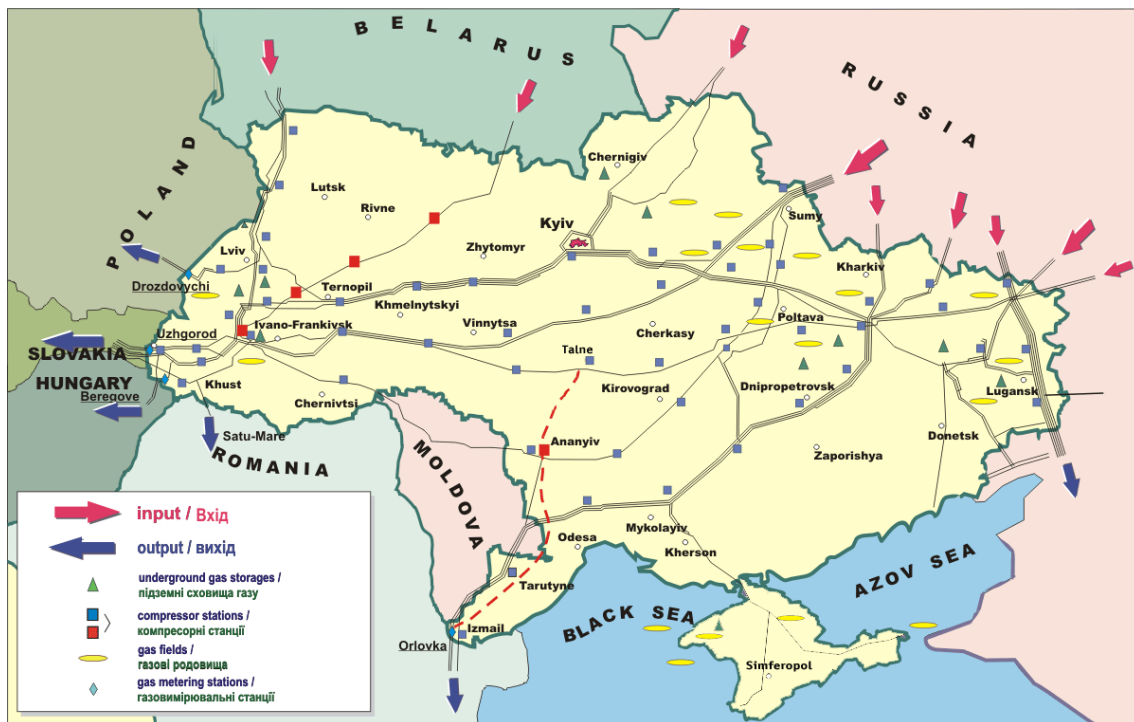 BELARUS
RUSSIA
POLAND
Chernigiv
Lutsk
Rivne
Sumy
Kyiv
Lviv
Zhytomyr
Kharkiv
Drozdovychi
Ternopil
Khmelnytskyi
Poltava
Uzhgorod
Ivano-Frankivsk
Vinnytsa
Cherkasy
SLOVAKIA
Talne
HUNGARY
Khust
Kirovograd
Dnipropetrovsk
Lugansk
Beregove
Chernivtsi
Satu-Mare
Ananyiv
Donetsk
ROMANIA
MOLDOVA
Zaporishya
Mykolayiv
Odesa
Kherson
Tarutyne
AZOV SEA
BLACK SEA
Izmail
Orlovka
Simferopol
input / Вхід
output / вихід
underground gas storages /
підземні сховища газу
compressor stations /
компресорні станції
gas fields /
газові родовища
gas metering stations /
газовимірювальні станції